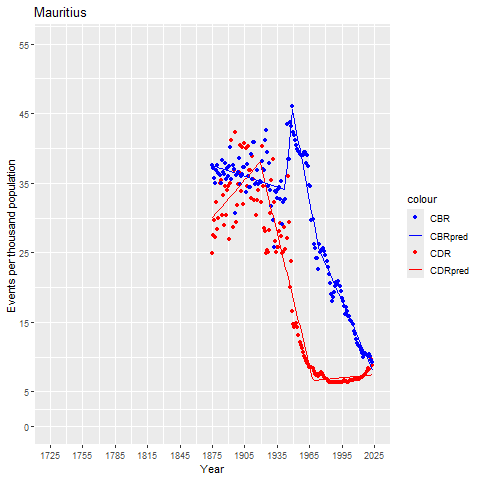 Mauritius
Events per thousand population
55
45
35
25
15
5
0
1725 1755 1785 1815 1845 1875 1905 1935 1965 1995 2025
Year
colour
CBR
CBRpred
CDR
CDRpred